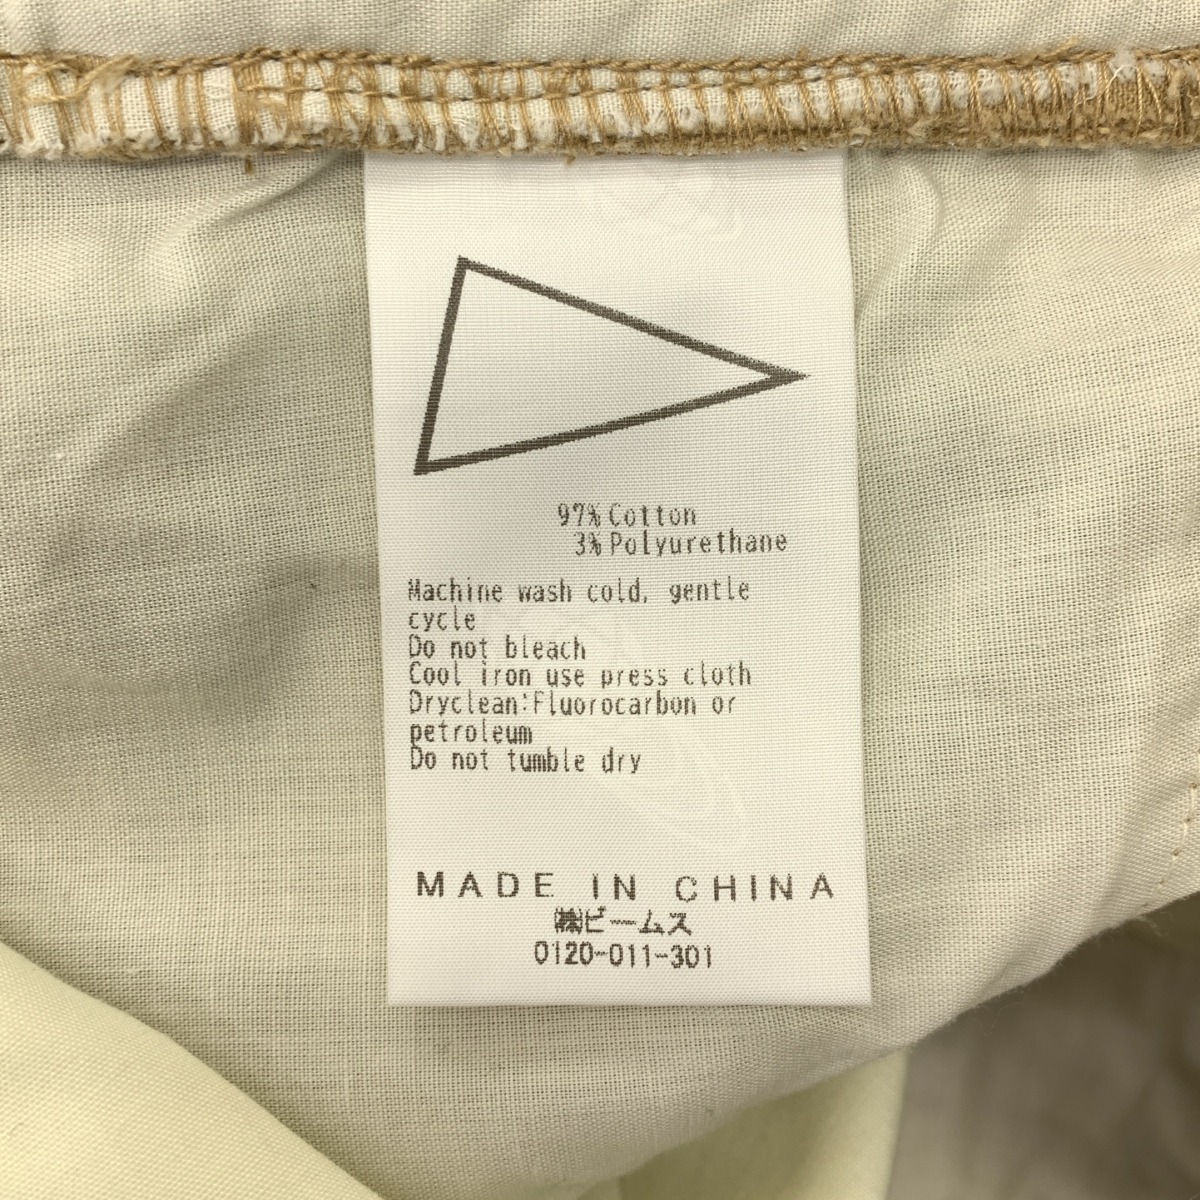 97% Cotton
3% Polyurethane
Machine wash cold, gentle
cycle
Do not bleach
Cool iron use press cloth
Dryclean:Fluorocarbon or
petroleum
Do not tumble dry
MADE IN CHINA
㈱ビームス
0120-011-301